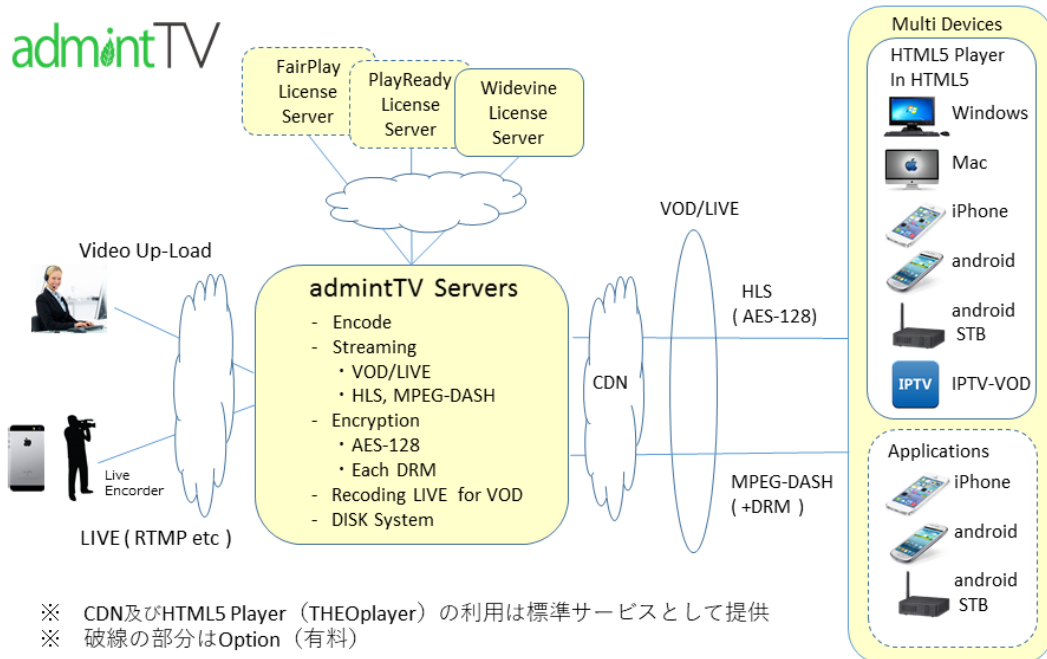 admintTV
FairPlay
License
Server
PlayReady
License
Server
Widevine
License
Server
Video Up-Load
Live
Encorder
LIVE ( RTMP etc )
admintTV Servers
- Encode
- Streaming
・VOD/LIVE
・HLS, MPEG-DASH
- Encryption
・AES-128
・Each DRM
- Recoding LIVE for VOD
- DISK System
CDN
VOD/LIVE
HLS
( AES-128)
MPEG-DASH
( +DRM )
Multi Devices
HTML5 Player
In HTML5
Windows
Mac
iPhone
android
android
STB
IPTV
IPTV-VOD
Applications
iPhone
android
android
STB
※ CDN及びHTML5 Player（THEOplayer）の利用は標準サービスとして提供
※ 破線の部分はOption（有料）